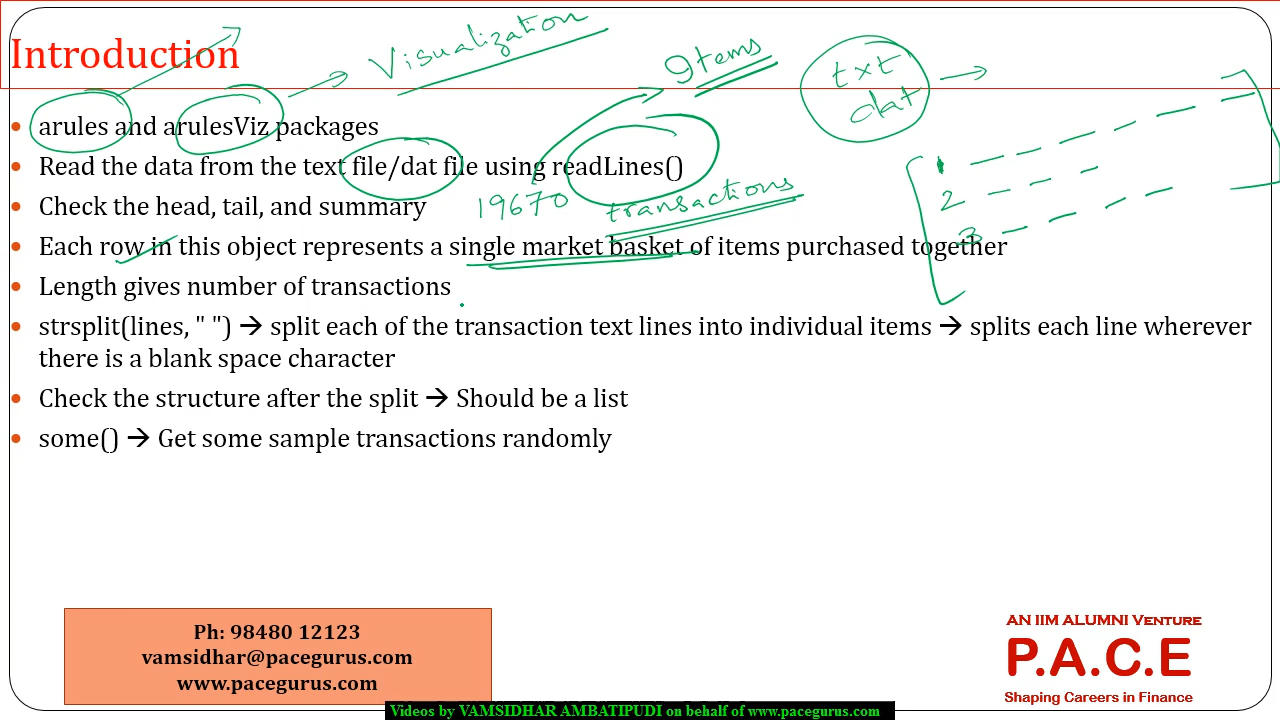 Introduction
Visualization
Items
txt
dat
• arules and arulesViz packages
• Read the data from the text file/dat file using readLines()
1
2
3
• Check the head, tail, and summary
19670
transactions
• Each row in this object represents a single market basket of items purchased together
• Length gives number of transactions
• strsplit(lines, " ") → split each of the transaction text lines into individual items → splits each line wherever
there is a blank space character
• Check the structure after the split → Should be a list
• some() → Get some sample transactions randomly
Ph: 98480 12123
vamsidhar@pacegurus.com
www.pacegurus.com
AN IIM ALUMNI VENTURE
P.A.C.E
Shaping Careers in Finance
Videos by VAMSIDHAR AMBATIPUDI on behalf of www.pacegurus.com